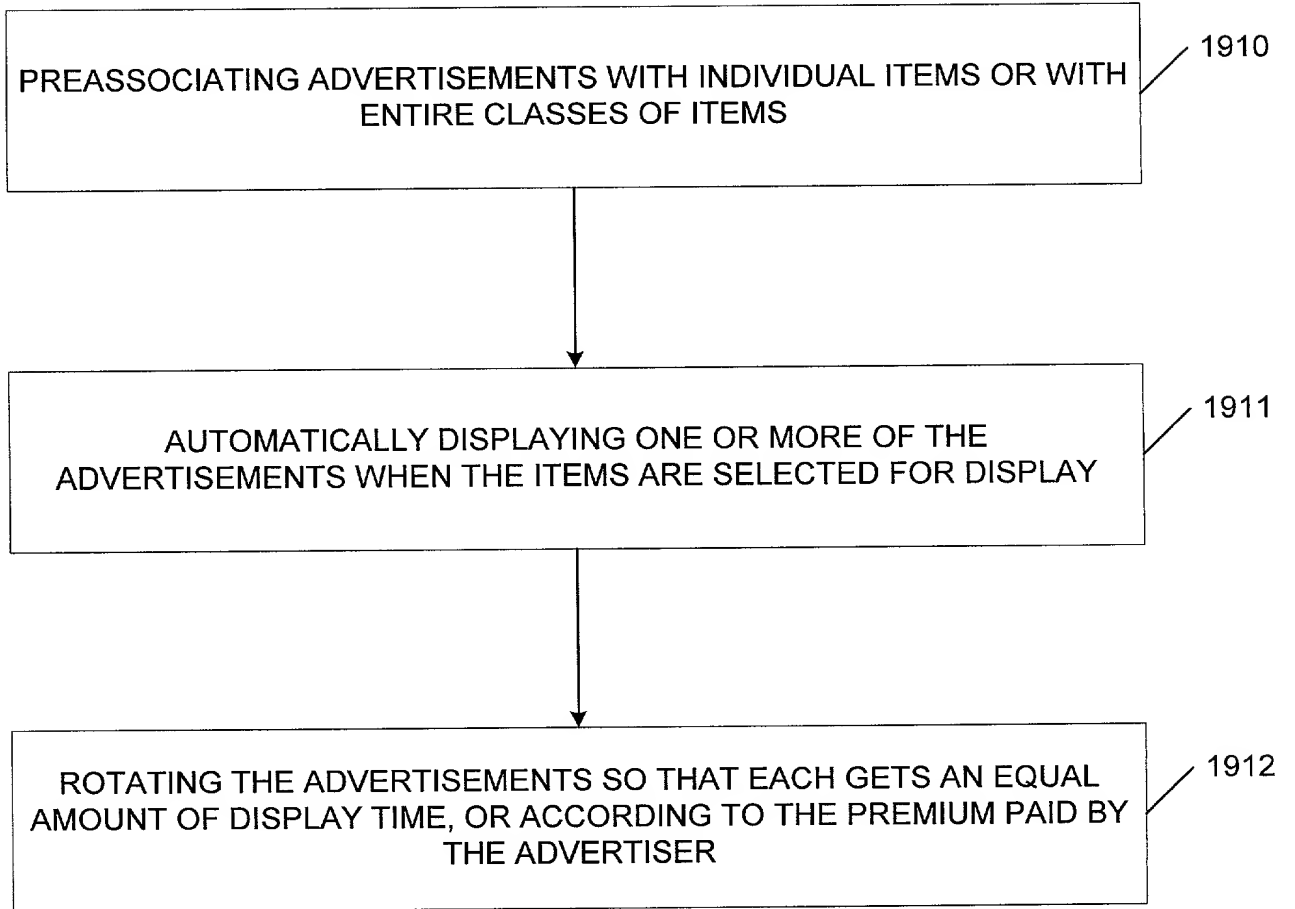 1910
PREASSOCIATING ADVERTISEMENTS WITH INDIVIDUAL ITEMS OR WITH
ENTIRE CLASSES OF ITEMS
1911
AUTOMATICALLY DISPLAYING ONE OR MORE OF THE
ADVERTISEMENTS WHEN THE ITEMS ARE SELECTED FOR DISPLAY
1912
ROTATING THE ADVERTISEMENTS SO THAT EACH GETS AN EQUAL
AMOUNT OF DISPLAY TIME, OR ACCORDING TO THE PREMIUM PAID BY
THE ADVERTISER